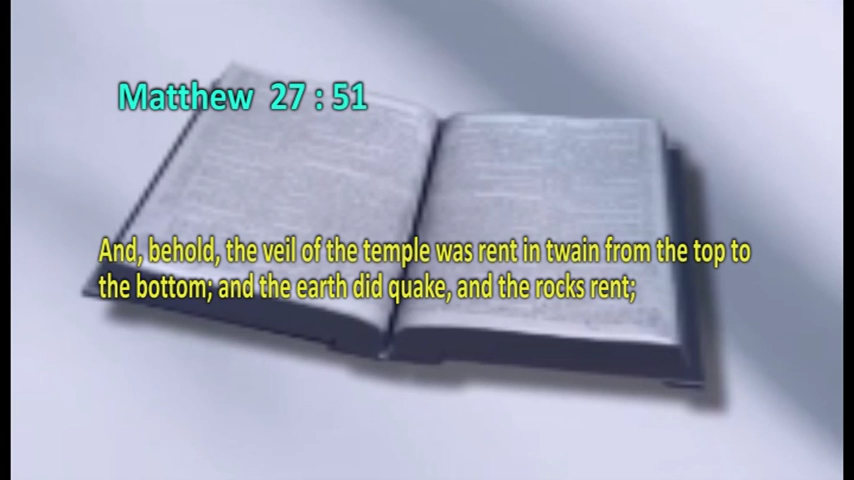 Matthew 27 : 51
And, behold, the veil of the temple was rent in twain from the top to
the bottom; and the earth did quake, and the rocks rent;